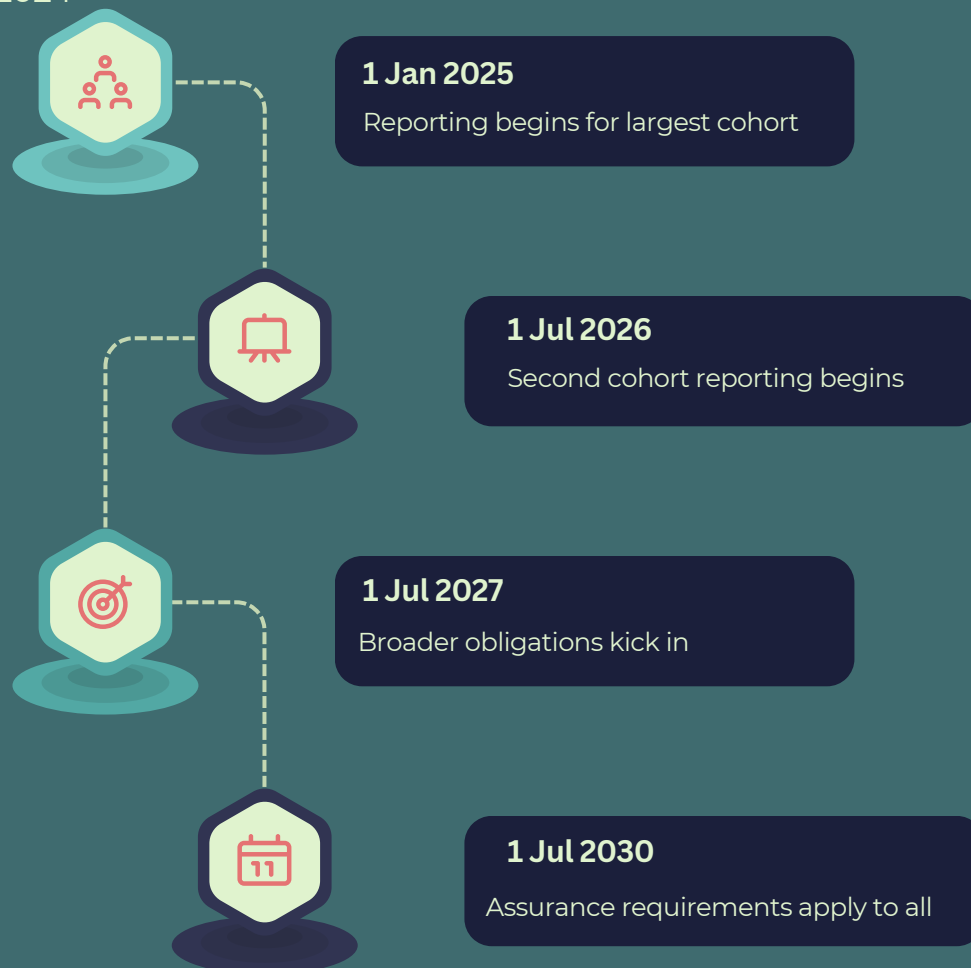 1 Jan 2025
Reporting begins for largest cohort
1 Jul 2026
Second cohort reporting begins
1 Jul 2027
Broader obligations kick in
11
1 Jul 2030
Assurance requirements apply to all